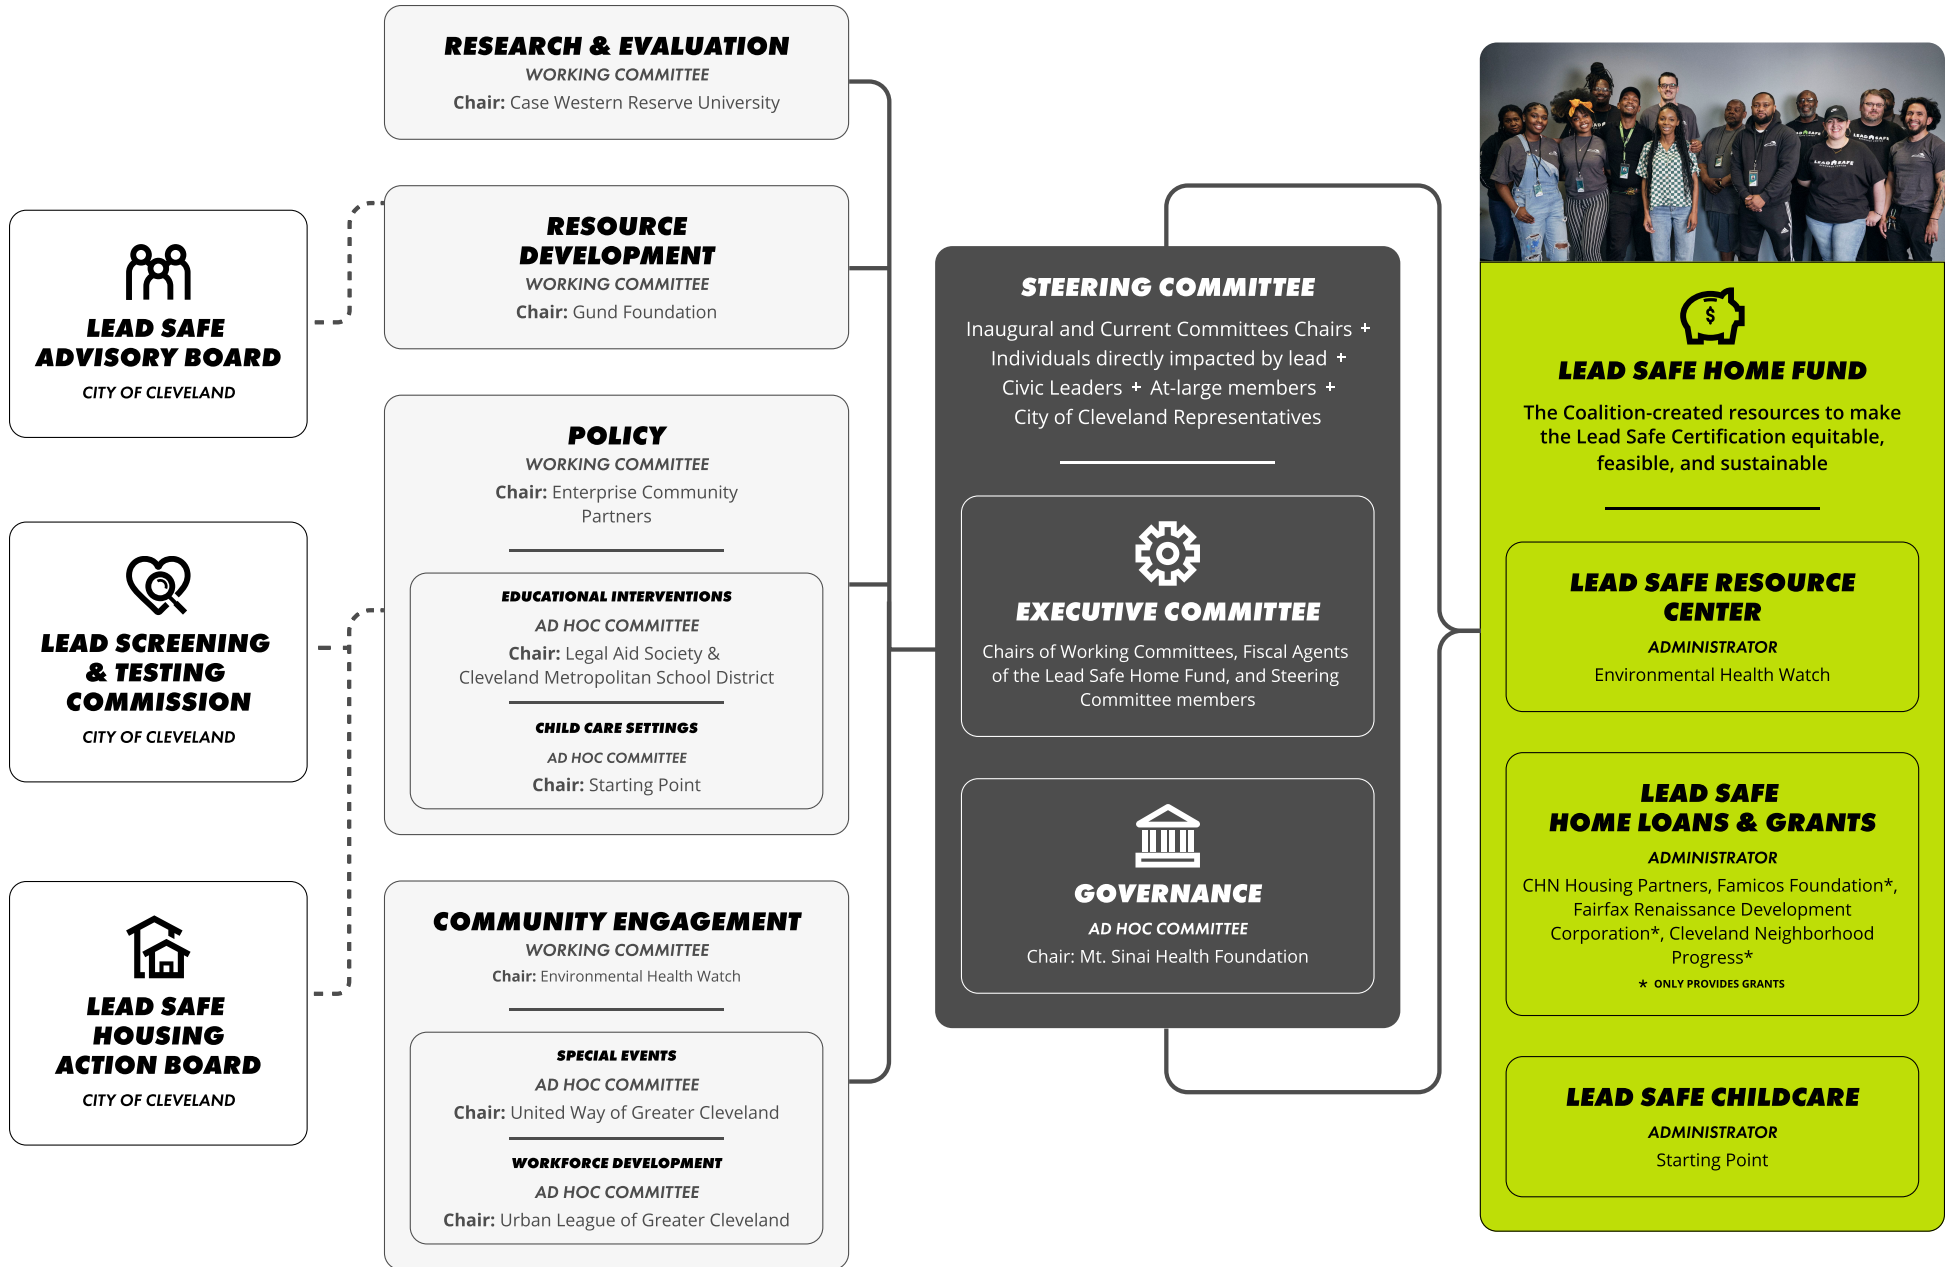 LEAD SAFE
ADVISORY BOARD
CITY OF CLEVELAND
LEAD SCREENING
& TESTING
COMMISSION
CITY OF CLEVELAND
LEAD SAFE
HOUSING
ACTION BOARD
CITY OF CLEVELAND
RESEARCH & EVALUATION
WORKING COMMITTEE
Chair: Case Western Reserve University
RESOURCE
DEVELOPMENT
WORKING COMMITTEE
Chair: Gund Foundation
POLICY
WORKING COMMITTEE
Chair: Enterprise Community
Partners
EDUCATIONAL INTERVENTIONS
AD HOC COMMITTEE
Chair: Legal Aid Society &
Cleveland Metropolitan School District
CHILD CARE SETTINGS
AD HOC COMMITTEE
Chair: Starting Point
COMMUNITY ENGAGEMENT
WORKING COMMITTEE
Chair: Environmental Health Watch
SPECIAL EVENTS
AD HOC COMMITTEE
Chair: United Way of Greater Cleveland
WORKFORCE DEVELOPMENT
AD HOC COMMITTEE
Chair: Urban League of Greater Cleveland
STEERING COMMITTEE
Inaugural and Current Committees Chairs +
Individuals directly impacted by lead +
Civic Leaders + At-large members +
City of Cleveland Representatives
EXECUTIVE COMMITTEE
Chairs of Working Committees, Fiscal Agents
of the Lead Safe Home Fund, and Steering
Committee members
GOVERNANCE
AD HOC COMMITTEE
Chair: Mt. Sinai Health Foundation
LEAD SAFE
LEAD SAFE HOME FUND
The Coalition-created resources to make
the Lead Safe Certification equitable,
feasible, and sustainable
LEAD SAFE RESOURCE
CENTER
ADMINISTRATOR
Environmental Health Watch
LEAD SAFE
HOME LOANS & GRANTS
ADMINISTRATOR
CHN Housing Partners, Famicos Foundation*,
Fairfax Renaissance Development
Corporation*, Cleveland Neighborhood
Progress*
* ONLY PROVIDES GRANTS
LEAD SAFE CHILDCARE
ADMINISTRATOR
Starting Point